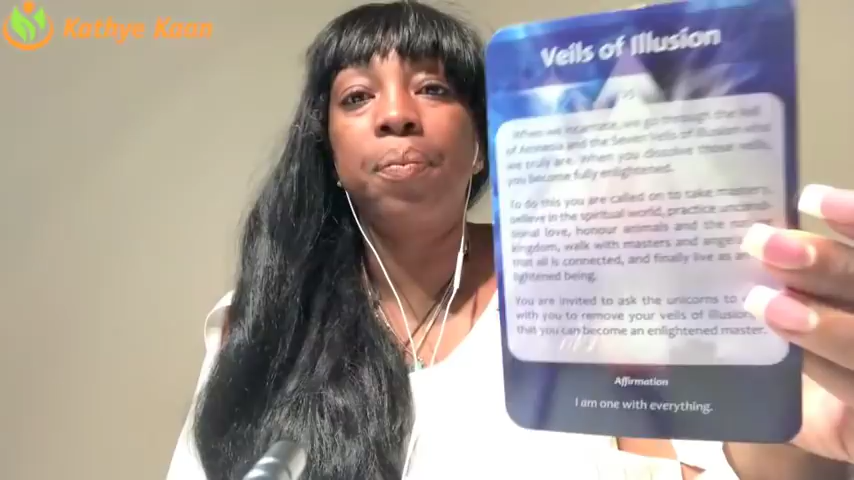 Kathye Kaan
Veils of Illusion
When we incarnate, we go through the Veil
of Amnesia and the Seven Veils of Illusion who
we truly are. When you dissolve those veils,
you become fully enlightened.
To do this you are called on to take mastery,
believe in the spiritual world, practice uncondi-
tional love, honour animals and the
kingdom, walk with masters and angels,
that all is connected, and finally live as an
lightened being.
You are invited to ask the unicorns to
with you to remove your veils of illusion,
that you can become an enlightened master.
Affirmation
I am one with everything.